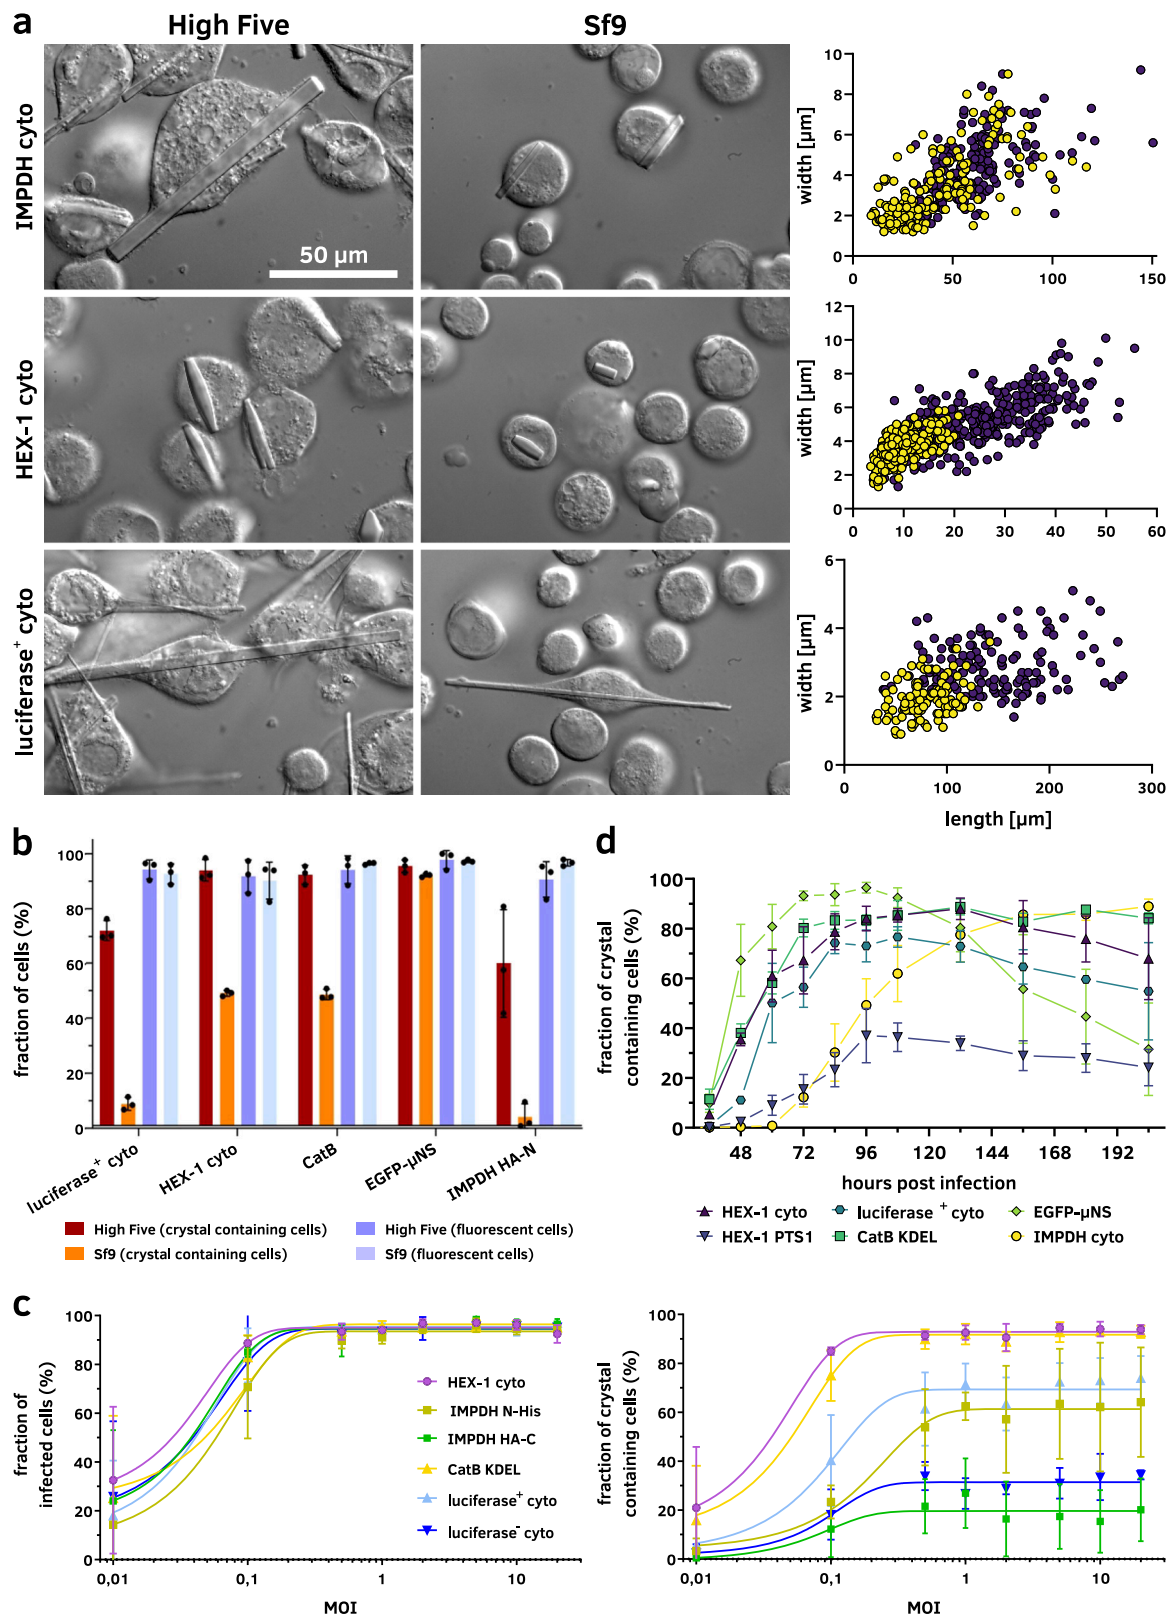 a
High Five
Sf9
IMPDH cyto
50 µm
width [µm]
10
8
6
4
2
0
0
50
100
150
HEX-1 cyto
width [µm]
12
10
8
6
4
2
0
0
10
20
30
40
50
60
luciferase+ cyto
width [µm]
6
4
2
0
0
100
200
300
length [µm]
b
fraction of cells (%)
100
80
60
40
20
0
luciferase+ cyto
HEX-1 cyto
CatB
EGFP-µNS
IMPDH HA-N
High Five (crystal containing cells)
High Five (fluorescent cells)
Sf9 (crystal containing cells)
Sf9 (fluorescent cells)
d
fraction of crystal
containing cells (%)
100
80
60
40
20
0
48
72
96
120
144
168
192
hours post infection
HEX-1 cyto
luciferase + cyto
EGFP-µNS
HEX-1 PTS1
CatB KDEL
IMPDH cyto
c
fraction of
infected cells (%)
100
80
60
40
20
0
0,01
0,1
1
10
MOI
HEX-1 cyto
IMPDH N-His
IMPDH HA-C
CatB KDEL
luciferase+ cyto
luciferase- cyto
fraction of crystal
containing cells (%)
100
80
60
40
20
0
0,01
0,1
1
10
MOI